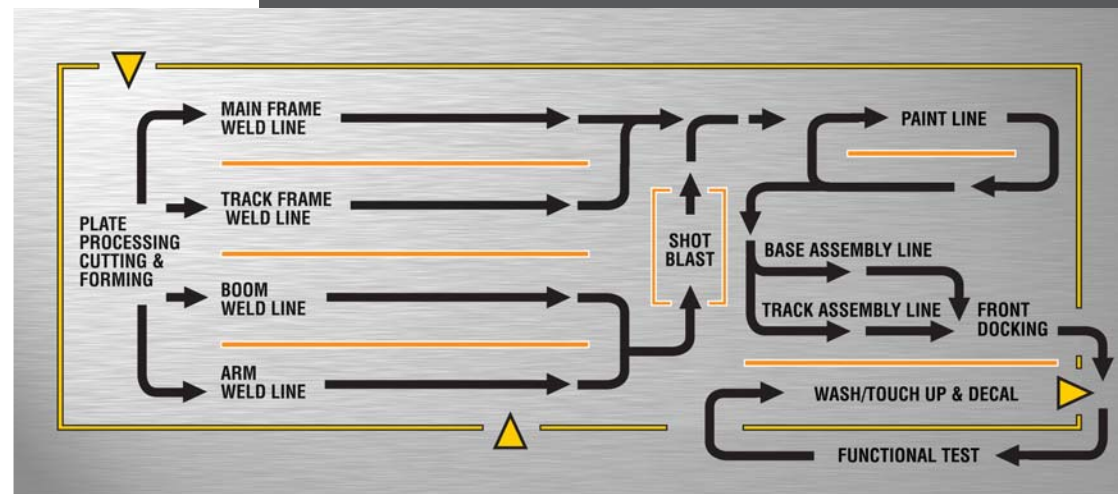 MAIN FRAME
WELD LINE
PAINT LINE
TRACK FRAME
WELD LINE
PLATE
PROCESSING
CUTTING &
FORMING
SHOT
BLAST
BASE ASSEMBLY LINE
BOOM
WELD LINE
TRACK ASSEMBLY LINE
FRONT
DOCKING
ARM
WELD LINE
WASH/TOUCH UP & DECAL
FUNCTIONAL TEST